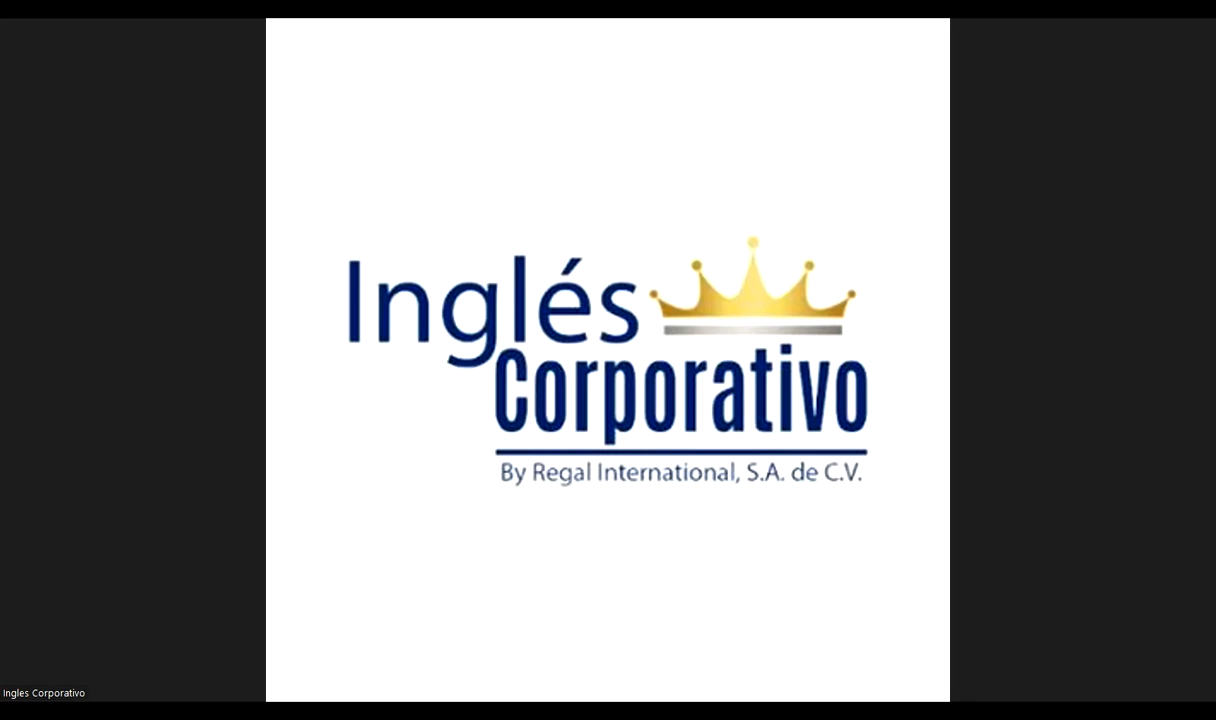 Inglés
Corporativo
By Regal International, S.A. de C.V.
Ingles Corporativo